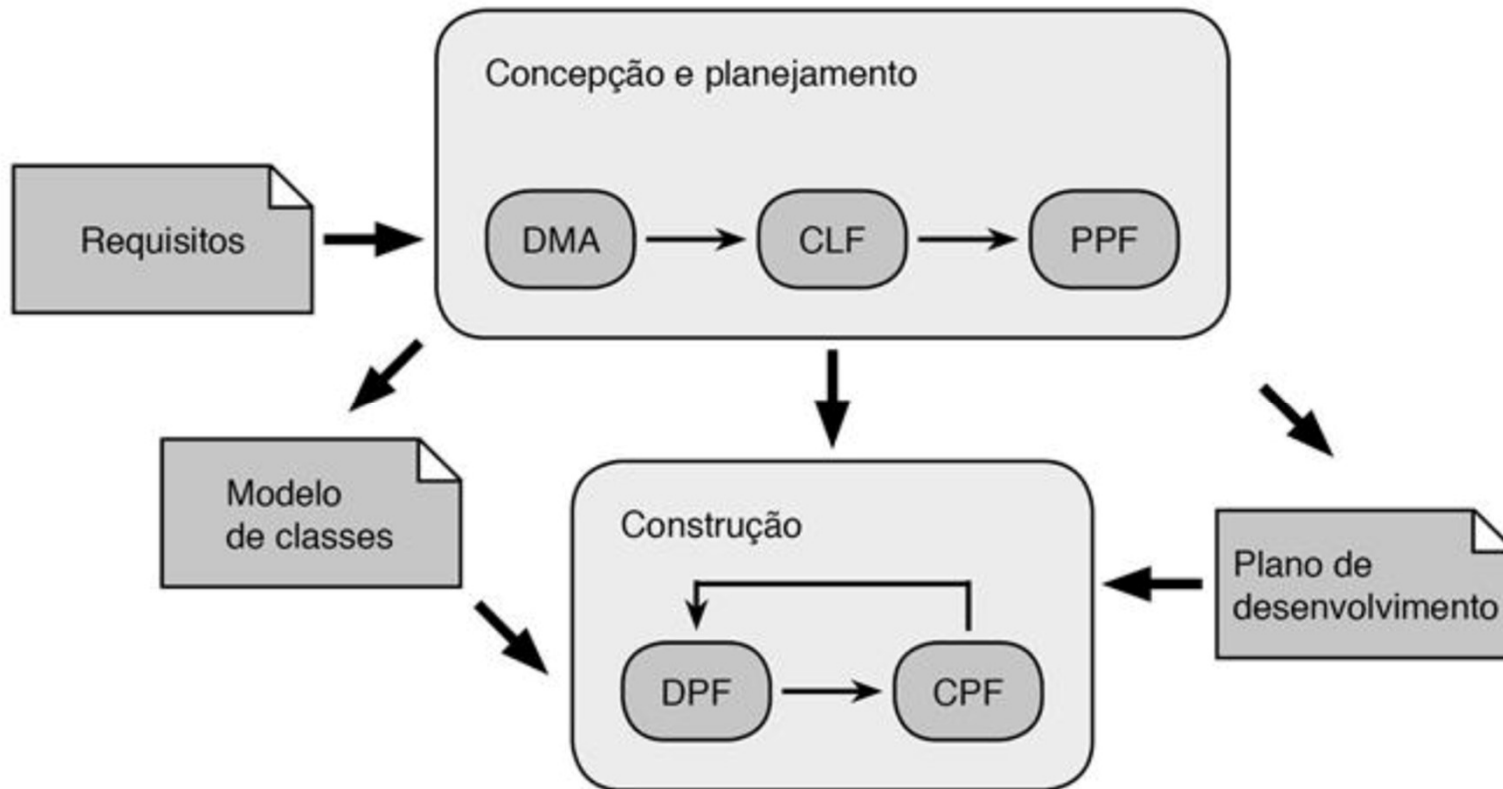 Concepção e planejamento
Requisitos
DMA
CLF
PPF
Modelo
de classes
Construção
Plano de
desenvolvimento
DPF
CPF